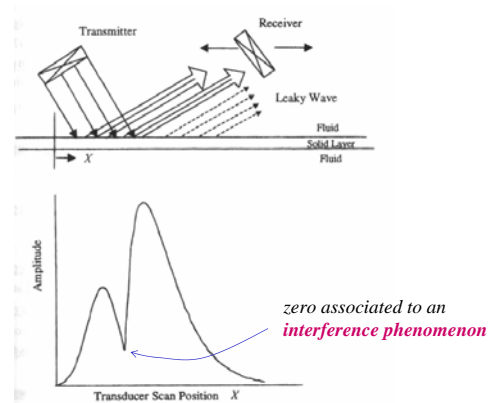 Transmitter
Receiver
Leaky Wave
Fluid
Solid Layer
Fluid
X
Amplitude
zero associated to an
interference phenomenon
Transducer Scan Position X